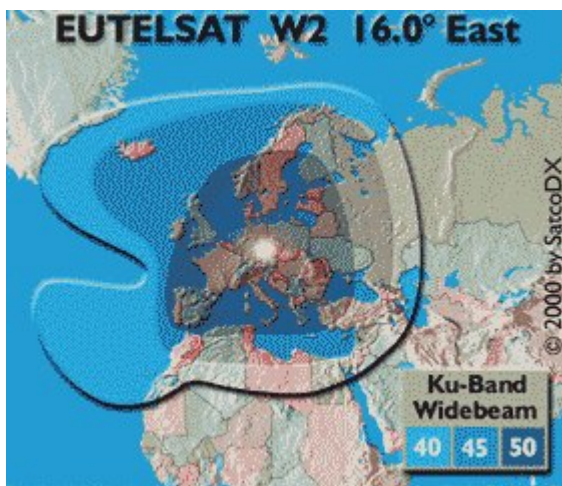 EUTELSAT W2 16.0° East
© 2000 by SatcoDX
Ku-Band
Widebeam
40 45 50